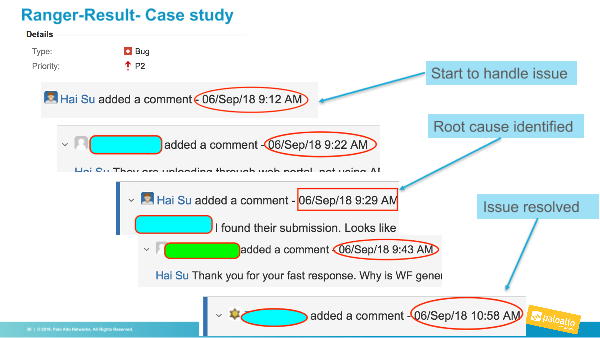 Ranger-Result- Case study
Details
Type: Bug
Priority: P2
Start to handle issue
Hai Su added a comment - 06/Sep/18 9:12 AM
Root cause identified
added a comment - 06/Sep/18 9:22 AM
Hai Su They are uploading through web portal, not using
Hai Su added a comment - 06/Sep/18 9:29 AM
I found their submission. Looks like
Issue resolved
added a comment - 06/Sep/18 9:43 AM
Hai Su Thank you for your fast response. Why is WF gener
added a comment - 06/Sep/18 10:58 AM
paloalto
| © 2018, Palo Alto Networks. All Rights Reserved.